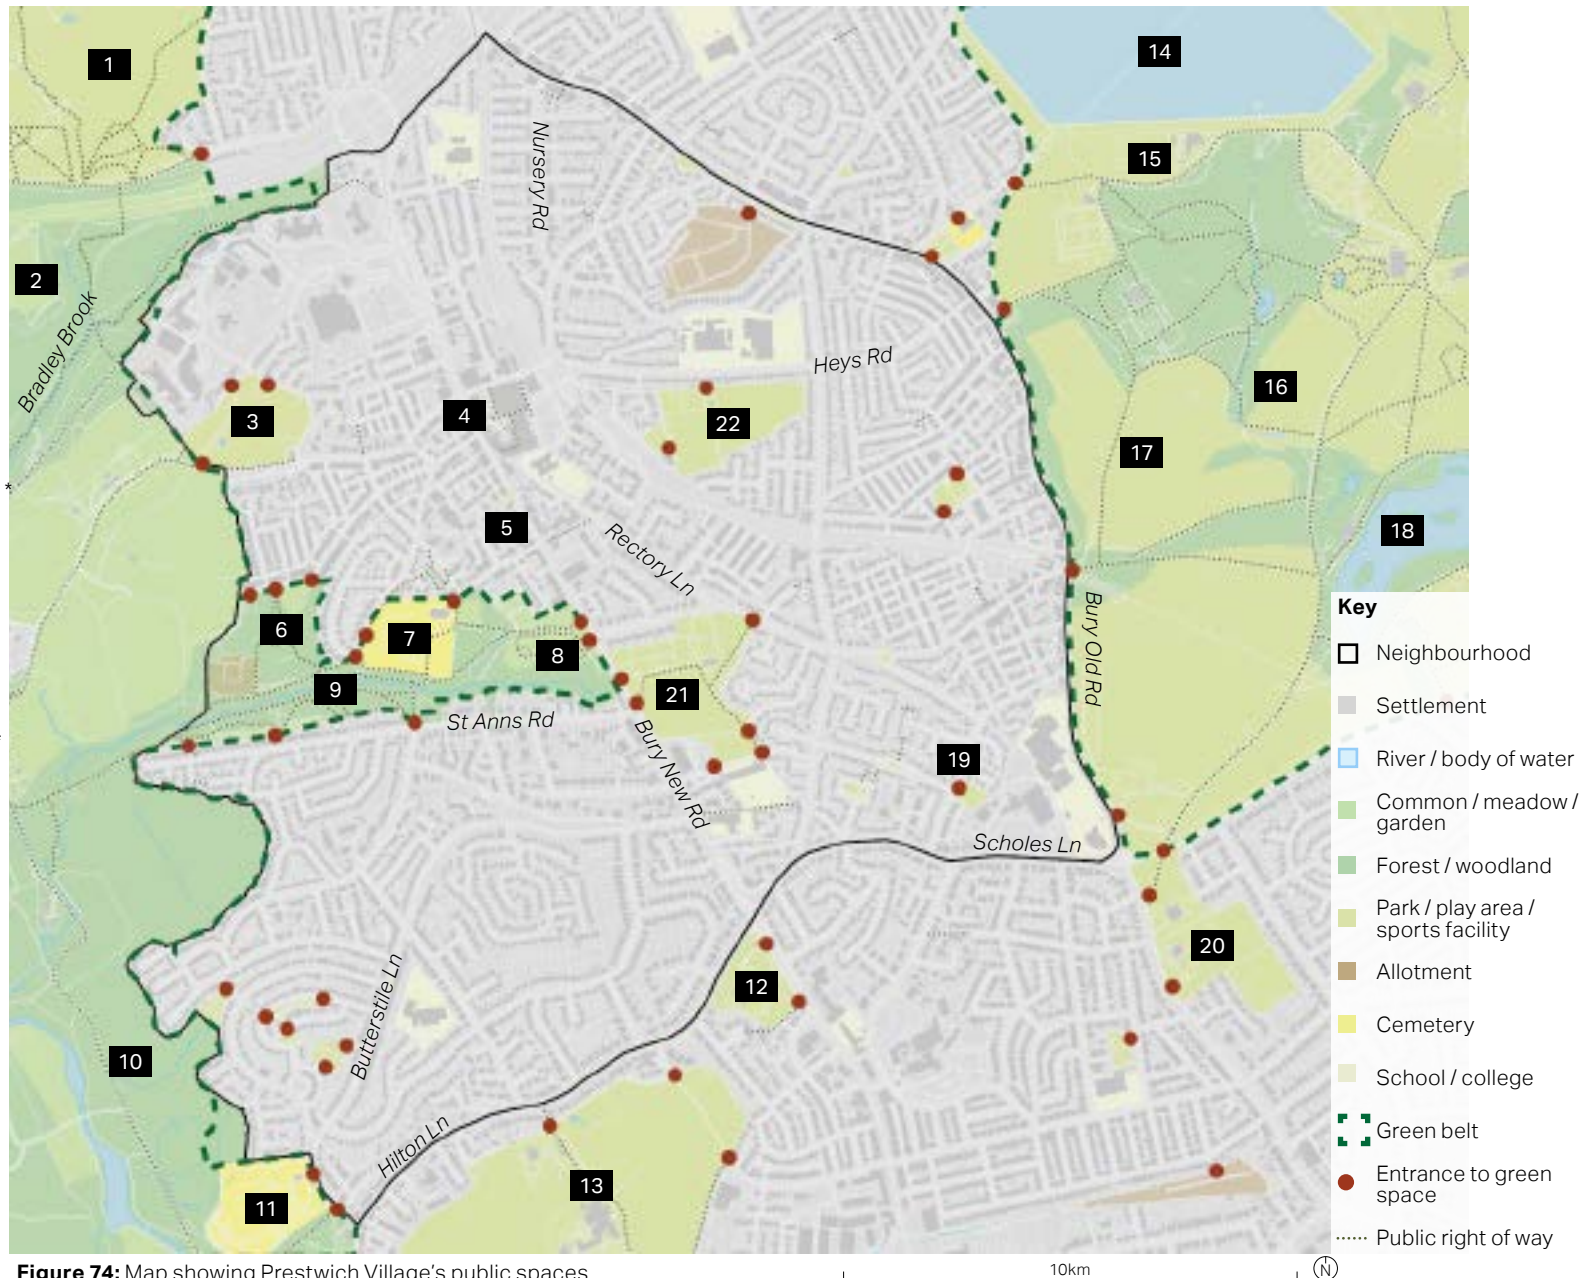 1
14
15
2
Nursery Rd
Bradley Brook
Heys Rd
3
4
22
16
17
18
5
Rectory Ln
6
7
8
9
21
St Anns Rd
Bury New Rd
Bury Old Rd
19
Scholes Ln
20
12
10
Butterstile Ln
Hilton Ln
11
13
*
Key
Neighbourhood
Settlement
River / body of water
Common / meadow /
garden
Forest / woodland
Park / play area /
sports facility
Allotment
Cemetery
School / college
Green belt
Entrance to green
space
Public right of way
Figure 74: Map showing Prestwich Village's public spaces
10km
N